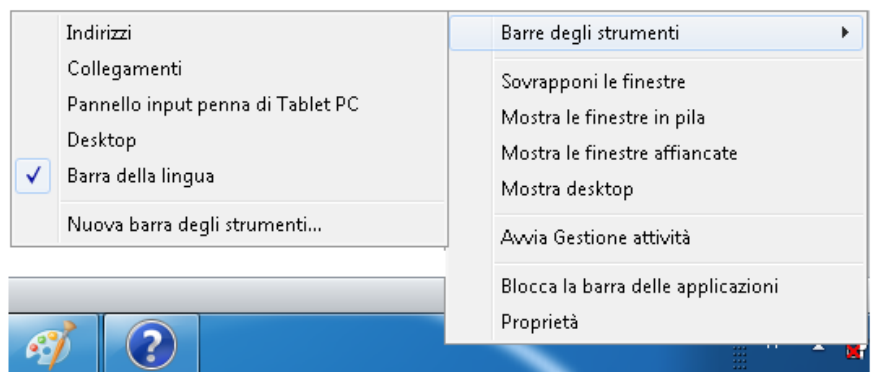 Indirizzi
Collegamenti
Pannello input penna di Tablet PC
Desktop
Barra della lingua
Nuova barra degli strumenti...
Barre degli strumenti
Sovrapponi le finestre
Mostra le finestre in pila
Mostra le finestre affiancate
Mostra desktop
Avvia Gestione attività
Blocca la barra delle applicazioni
Proprietà
?